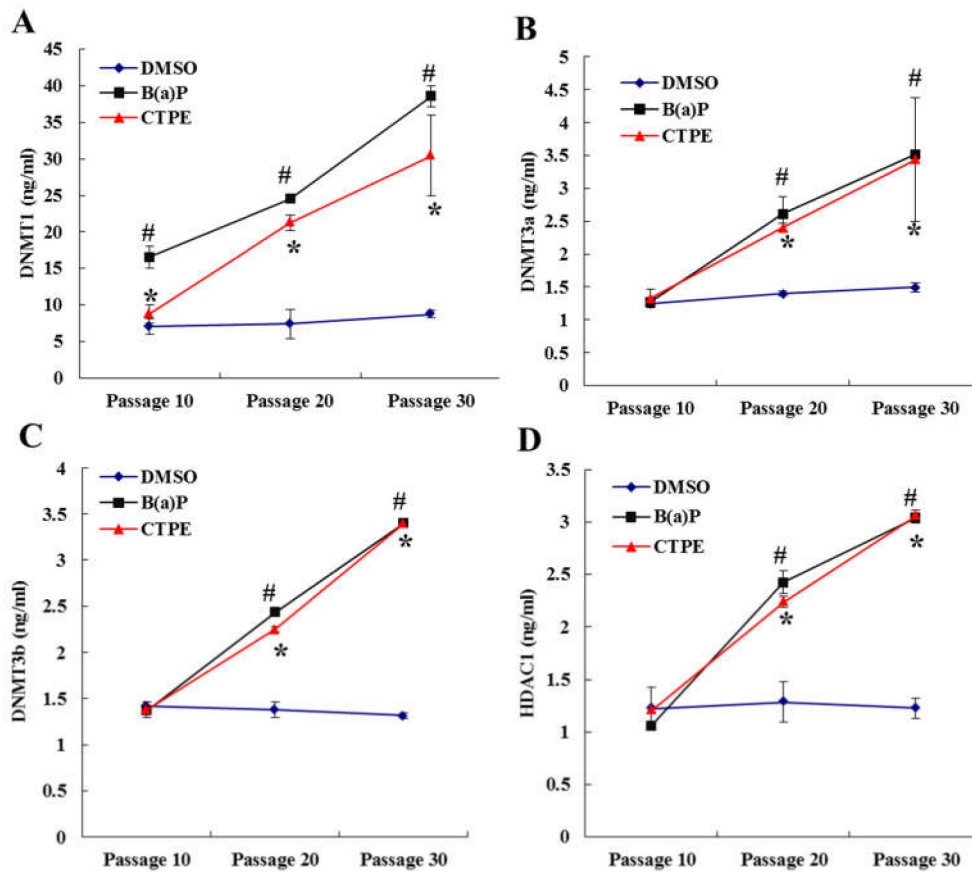 A
DNMT1 (ng/ml)
45
40
35
30
25
20
15
10
5
0
DMSO
B(a)P
CTPE
#
#
#
*
*
*
Passage 10 Passage 20 Passage 30
B
DNMT3a (ng/ml)
5
4.5
4
3.5
3
2.5
2
1.5
1
0.5
0
DMSO
B(a)P
CTPE
#
#
*
*
Passage 10 Passage 20 Passage 30
C
DNMT3b (ng/ml)
4
3.5
3
2.5
2
1.5
1
0.5
0
DMSO
B(a)P
CTPE
#
#
*
*
Passage 10 Passage 20 Passage 30
D
HDAC1 (ng/ml)
3.5
3
2.5
2
1.5
1
0.5
0
DMSO
B(a)P
CTPE
#
#
*
*
Passage 10 Passage 20 Passage 30